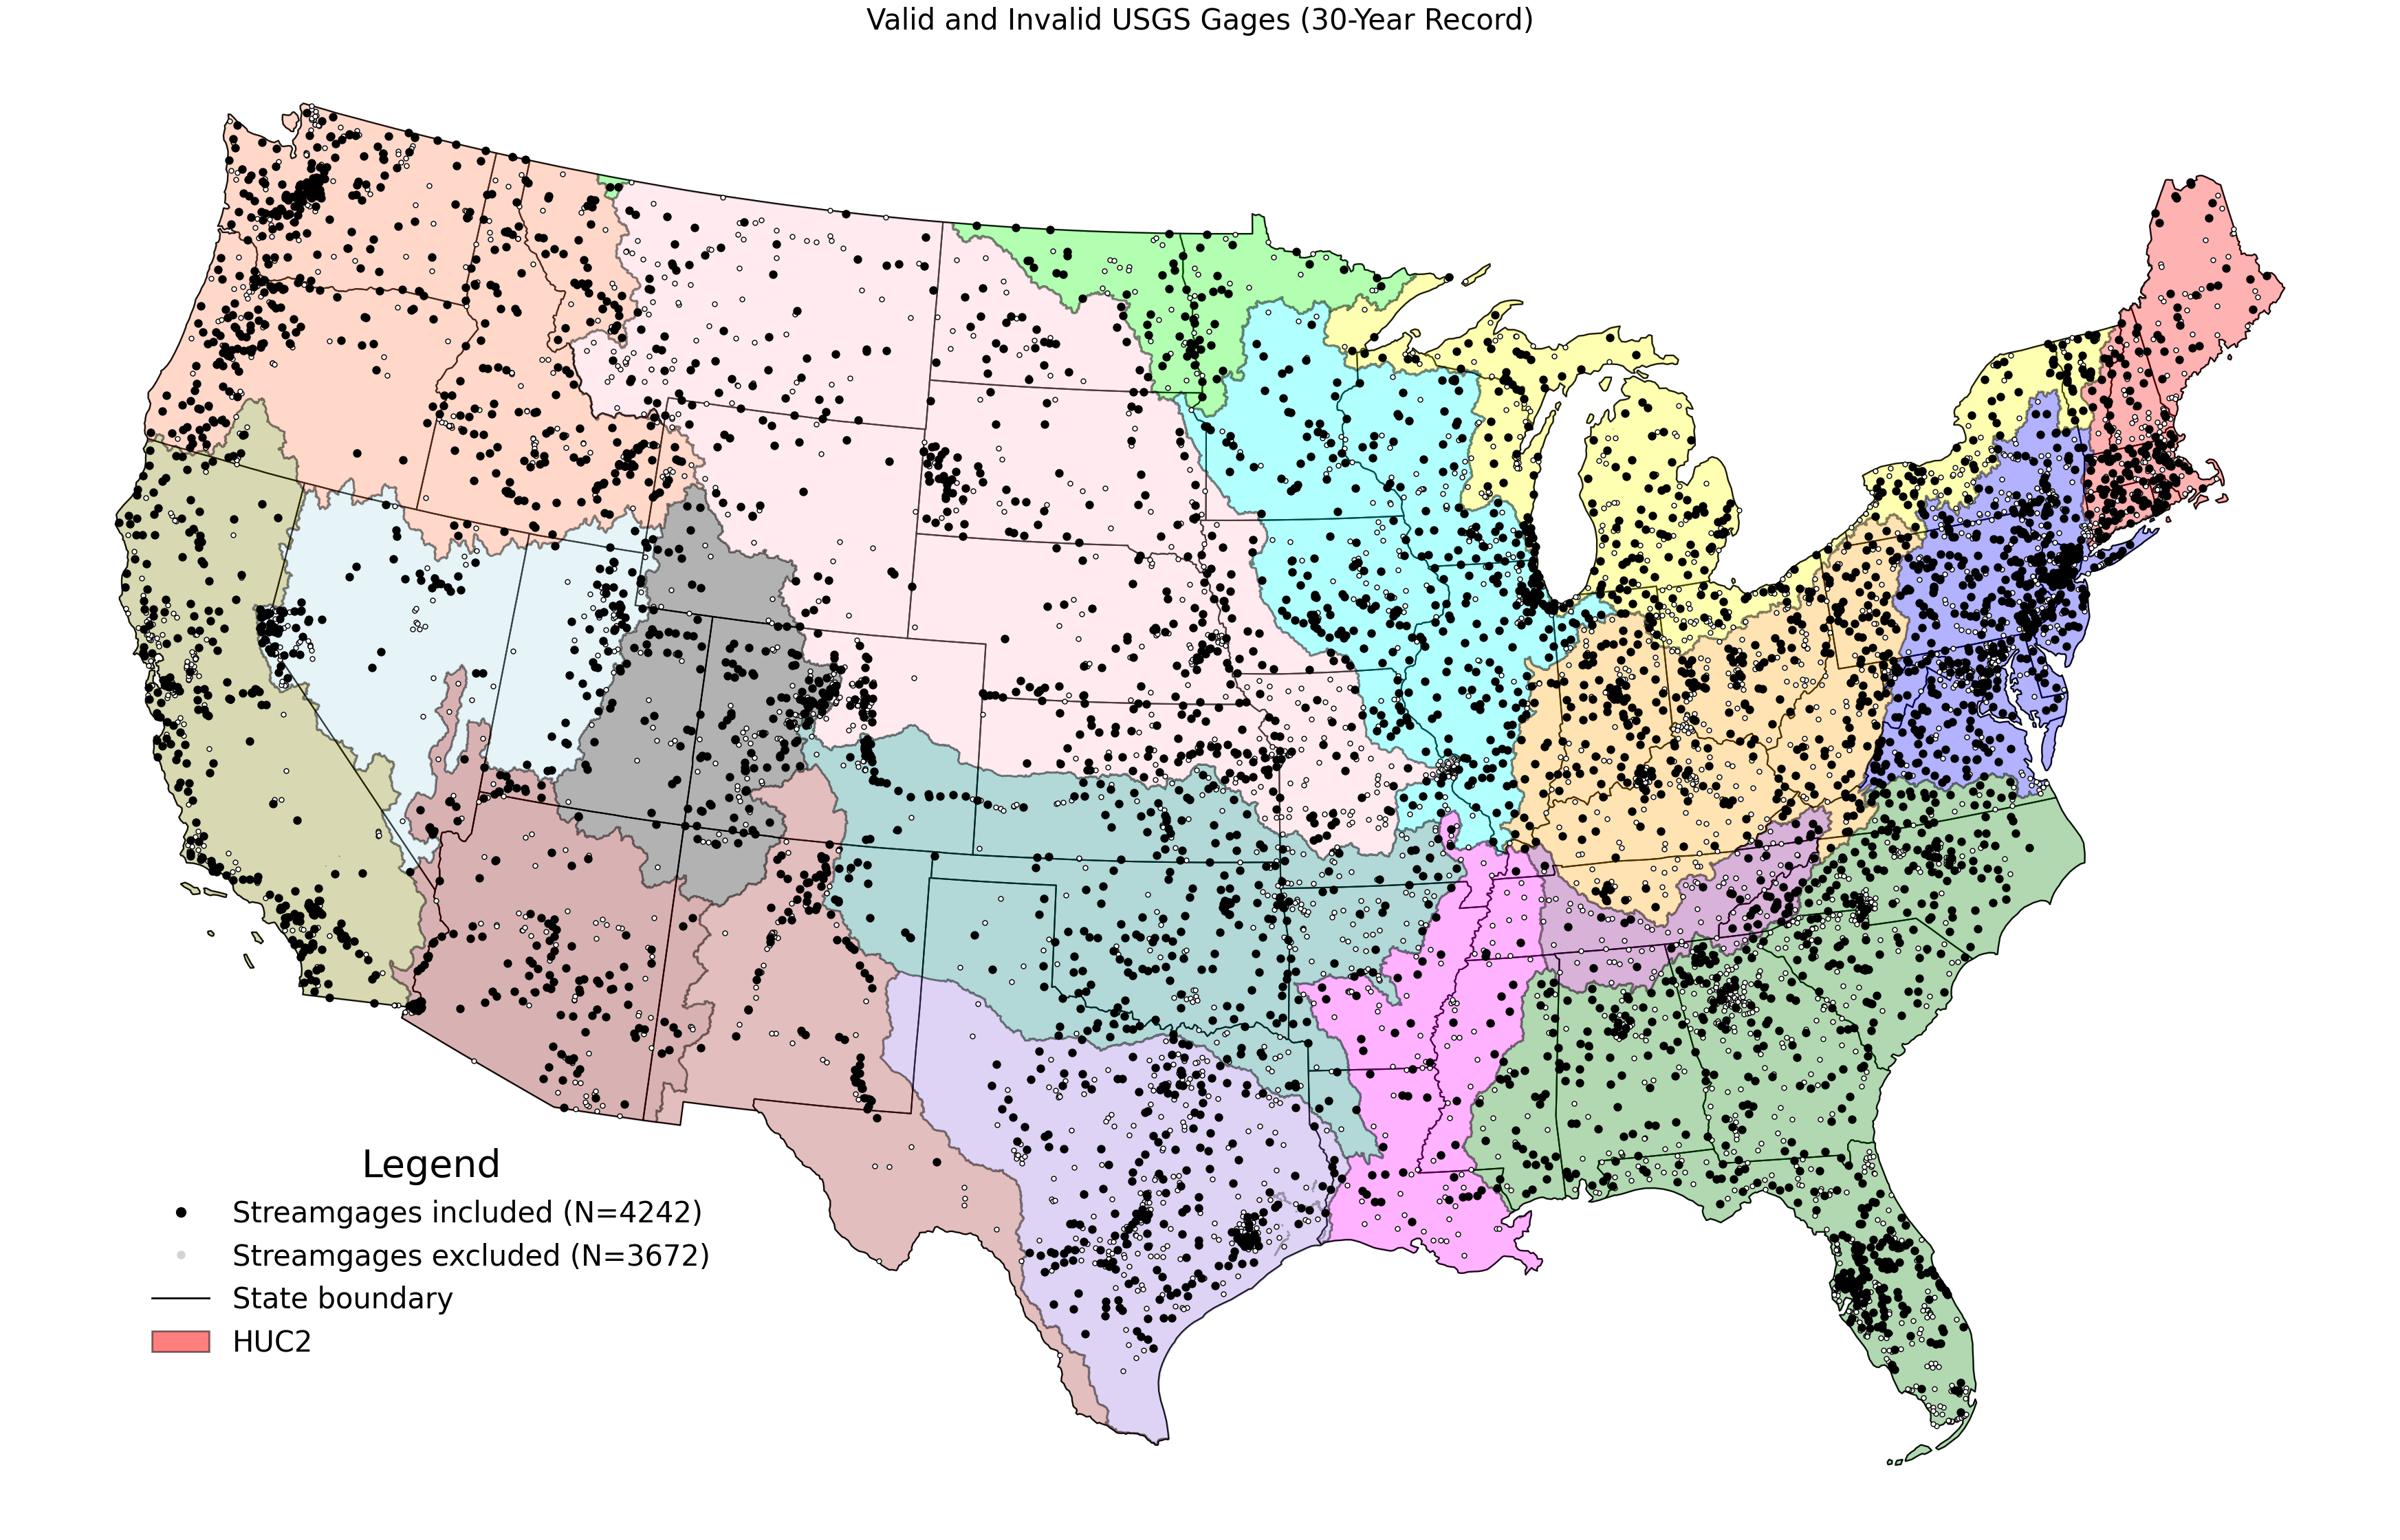 Valid and Invalid USGS Gages (30-Year Record)
Legend
Streamgages included (N=4242)
Streamgages excluded (N=3672)
State boundary
HUC2